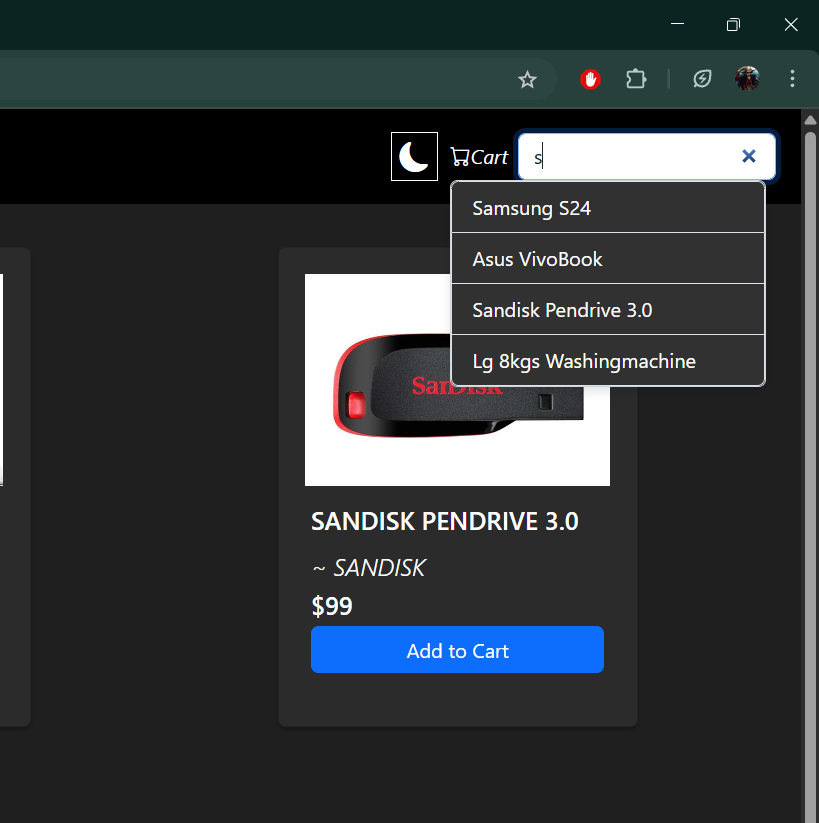 Cart
s
Samsung S24
Asus VivoBook
Sandisk Pendrive 3.0
Lg 8kgs Washingmachine
SanDisk
SANDISK PENDRIVE 3.0
~ SANDISK
$99
Add to Cart